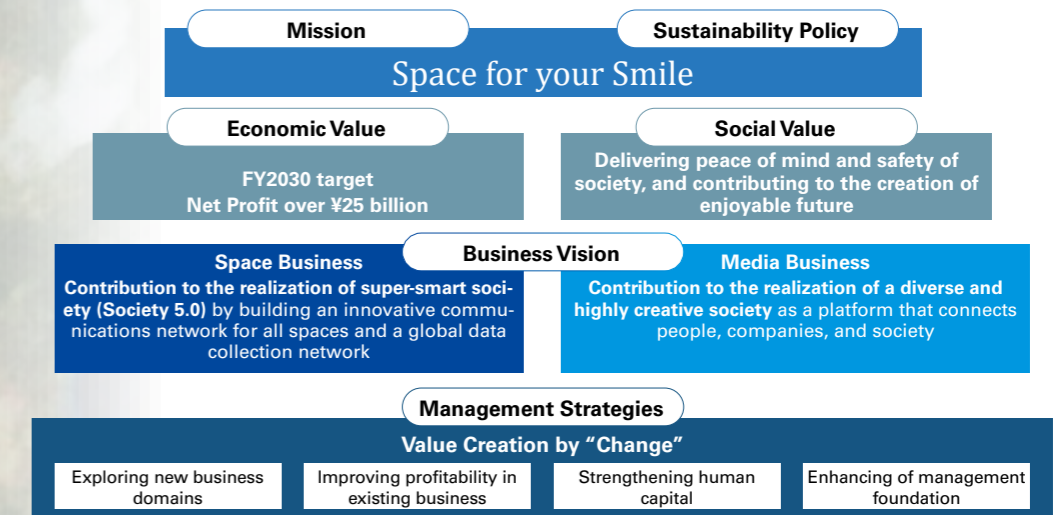 Mission
Sustainability Policy
Space for your Smile
Economic Value
FY2030 target
Net Profit over ¥25 billion
Social Value
Delivering peace of mind and safety of
society, and contributing to the creation of
enjoyable future
Business Vision
Space Business
Contribution to the realization of super-smart soci-
ety (Society 5.0) by building an innovative commu-
nications network for all spaces and a global data
collection network
Media Business
Contribution to the realization of a diverse and
highly creative society as a platform that connects
people, companies, and society
Management Strategies
Value Creation by “Change”
Exploring new business
domains
Improving profitability in
existing business
Strengthening human
capital
Enhancing of management
foundation